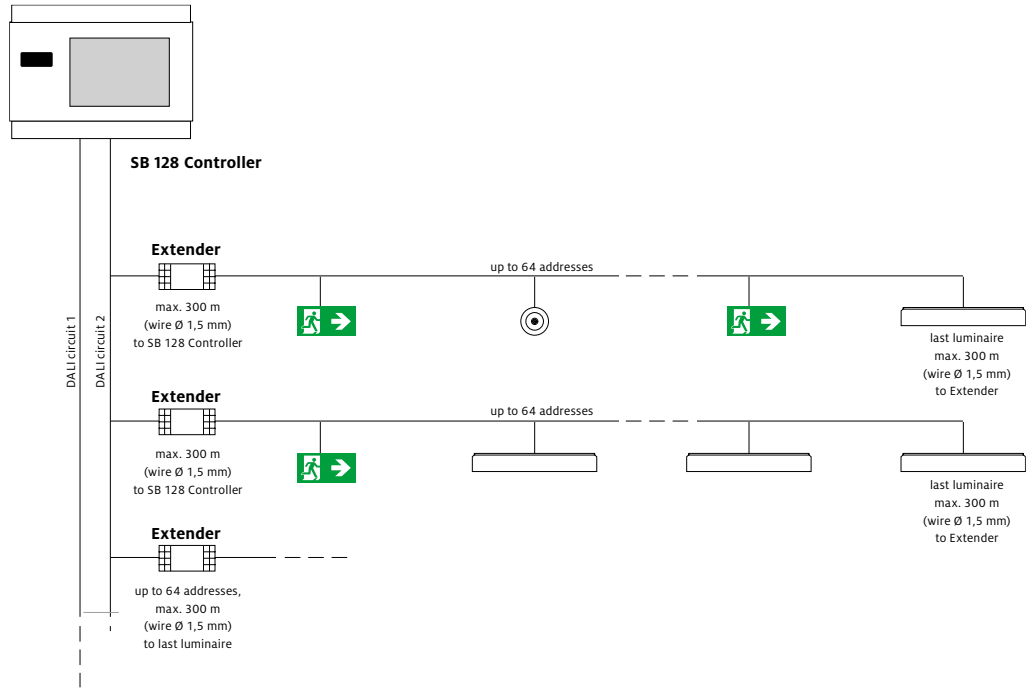 SB 128 Controller
DALI circuit 1
DALI circuit 2
Extender
max. 300 m
(wire Ø 1,5 mm)
to SB 128 Controller
up to 64 addresses
last luminaire
max. 300 m
(wire Ø 1,5 mm)
to Extender
Extender
max. 300 m
(wire Ø 1,5 mm)
to SB 128 Controller
up to 64 addresses
last luminaire
max. 300 m
(wire Ø 1,5 mm)
to Extender
Extender
up to 64 addresses,
max. 300 m
(wire Ø 1,5 mm)
to last luminaire